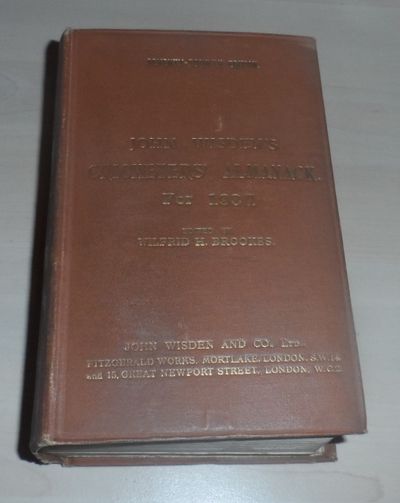 JOHN WISDEN'S
CRICKETERS' ALMANACK.
For
EDITED BY
WILFRID H. BROOKES.
JOHN WISDEN AND CO. LTD.
FITZGERALD WORKS, MORTLAKE, LONDON, S.W.14
and 15, GREAT NEWPORT STREET, LONDON, W.C.2